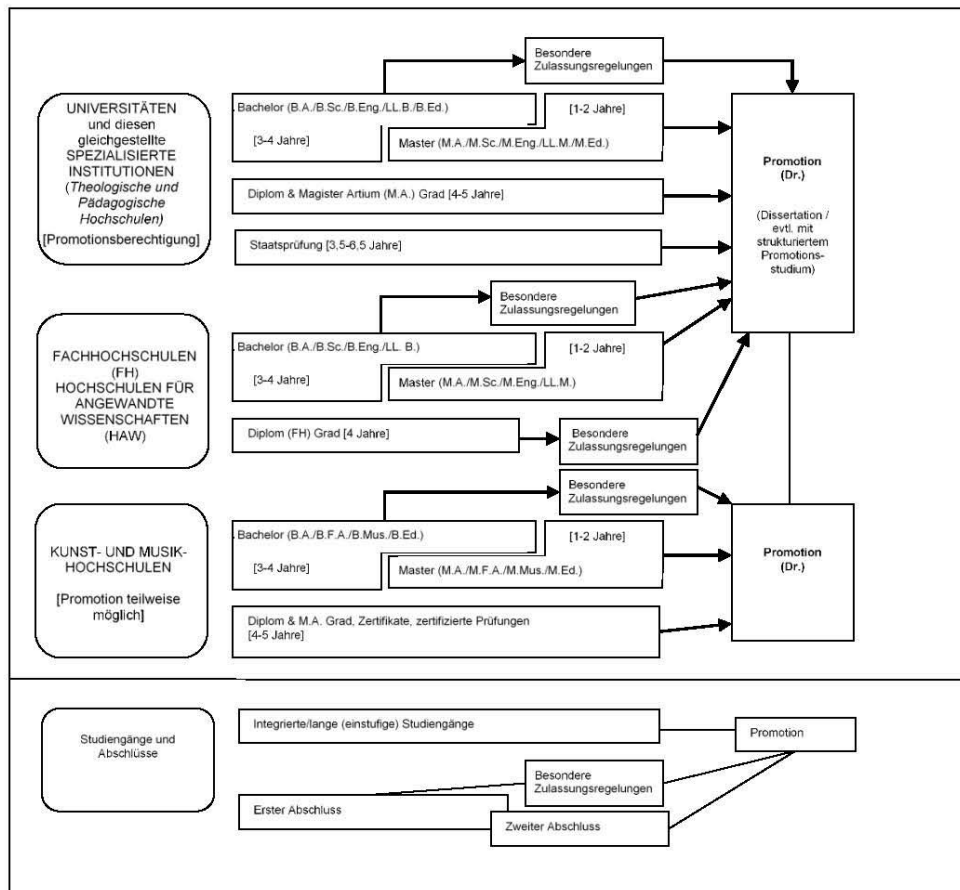 Besondere
Zulassungsregelungen
UNIVERSITÄTEN
und diesen
gleichgestellte
SPEZIALISIERTE
INSTITUTIONEN
(Theologische und
Pädagogische
Hochschulen)
[Promotionsberechtigung]
Bachelor (B.A./B.Sc./B.Eng./LL.B./B.Ed.)
[3-4 Jahre]
[1-2 Jahre]
Master (M.A./M.Sc./M.Eng./LL.M./M.Ed.)
Diplom & Magister Artium (M.A.) Grad [4-5 Jahre]
Staatsprüfung [3,5-6,5 Jahre]
Promotion
(Dr.)
(Dissertation /
evtl. mit
strukturiertem
Promotions-
studium)
Besondere
Zulassungsregelungen
FACHHOCHSCHULEN
(FH)
HOCHSCHULEN FÜR
ANGEWANDTE
WISSENSCHAFTEN
(HAW)
Bachelor (B.A./B.Sc./B.Eng./LL. B.)
[3-4 Jahre]
[1-2 Jahre]
Master (M.A./M.Sc./M.Eng./LL.M.)
Diplom (FH) Grad [4 Jahre]
Besondere
Zulassungsregelungen
Besondere
Zulassungsregelungen
KUNST- UND MUSIK-
HOCHSCHULEN
[Promotion teilweise
möglich]
Bachelor (B.A./B.F.A./B.Mus./B.Ed.)
[3-4 Jahre]
[1-2 Jahre]
Master (M.A./M.F.A./M.Mus./M.Ed.)
Diplom & M.A. Grad, Zertifikate, zertifizierte Prüfungen
[4-5 Jahre]
Promotion
(Dr.)
Studiengänge und
Abschlüsse
Integrierte/lange (einstufige) Studiengänge
Promotion
Besondere
Zulassungsregelungen
Erster Abschluss
Zweiter Abschluss